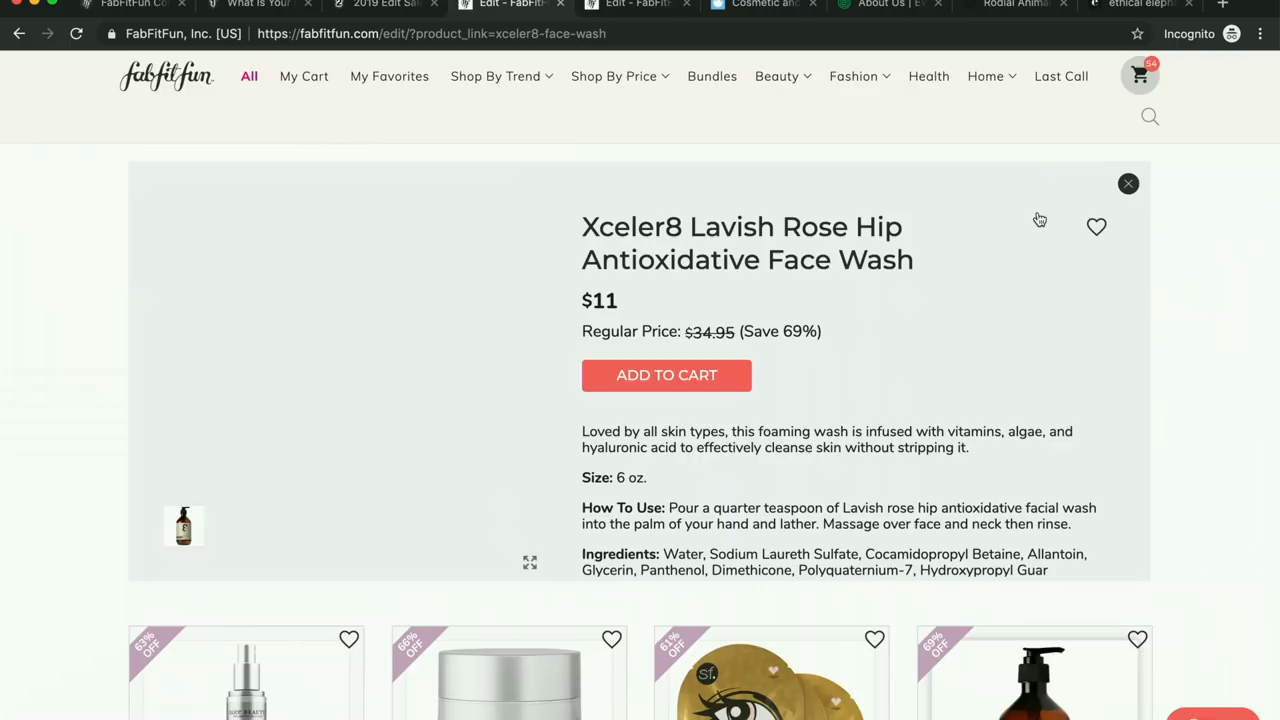 FabFitFun Co
What Is Your
2019 Edit Sal
Edit - FabFitF
Edit - FabFitF
Cosmetic and
About Us | E
Rodial Anima
ethical eleph
FabFitFun, Inc. [US]
https://fabfitfun.com/edit/?product_link=xceler8-face-wash
Incognito
fabfitfun
All
My Cart
My Favorites
Shop By Trend
Shop By Price
Bundles
Beauty
Fashion
Health
Home
Last Call
54
Xceler8 Lavish Rose Hip
Antioxidative Face Wash
$11
Regular Price: $34.95 (Save 69%)
ADD TO CART
Loved by all skin types, this foaming wash is infused with vitamins, algae, and
hyaluronic acid to effectively cleanse skin without stripping it.
Size: 6 oz.
How To Use: Pour a quarter teaspoon of Lavish rose hip antioxidative facial wash
into the palm of your hand and lather. Massage over face and neck then rinse.
Ingredients: Water, Sodium Laureth Sulfate, Cocamidopropyl Betaine, Allantoin,
Glycerin, Panthenol, Dimethicone, Polyquaternium-7, Hydroxypropyl Guar
63%
OFF
66%
OFF
61%
OFF
69%
OFF
sf.